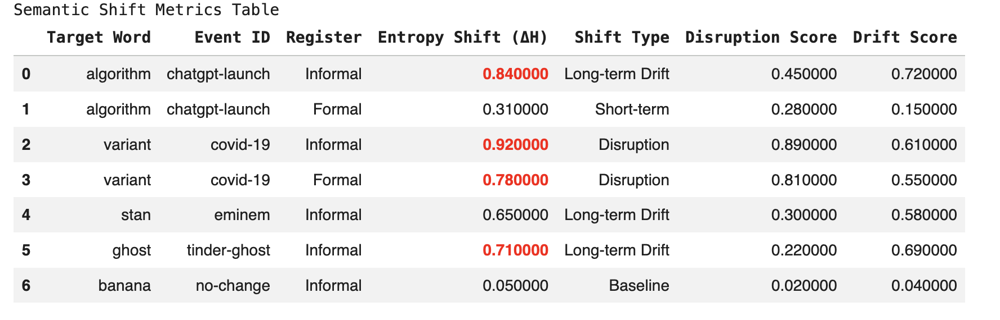 Semantic Shift Metrics Table
Target Word Event ID Register Entropy Shift (ΔH) Shift Type Disruption Score Drift Score
0 algorithm chatgpt-launch Informal 0.840000 Long-term Drift 0.450000 0.720000
1 algorithm chatgpt-launch Formal 0.310000 Short-term 0.280000 0.150000
2 variant covid-19 Informal 0.920000 Disruption 0.890000 0.610000
3 variant covid-19 Formal 0.780000 Disruption 0.810000 0.550000
4 stan eminem Informal 0.650000 Long-term Drift 0.300000 0.580000
5 ghost tinder-ghost Informal 0.710000 Long-term Drift 0.220000 0.690000
6 banana no-change Informal 0.050000 Baseline 0.020000 0.040000